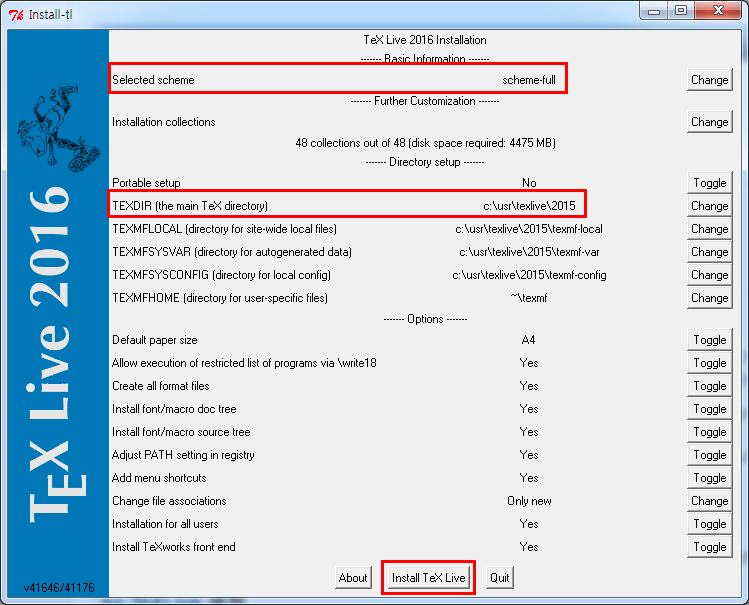 Install-tl
TeX Live 2016 Installation
------- Basic Information -------
Selected scheme scheme-full Change
------- Further Customization -------
Installation collections Change
48 collections out of 48 (disk space required: 4475 MB)
------- Directory setup -------
Portable setup No Toggle
TEXDIR (the main TeX directory) c:\usr\texlive\2015 Change
TEXMFLOCAL (directory for site-wide local files) c:\usr\texlive\2015\texmf-local Change
TEXMFSYSVAR (directory for autogenerated data) c:\usr\texlive\2015\texmf-var Change
TEXMFSYSCONFIG (directory for local config) c:\usr\texlive\2015\texmf-config Change
TEXMFHOME (directory for user-specific files) ~\texmf Change
------- Options -------
Default paper size A4 Toggle
Allow execution of restricted list of programs via \write18 Yes Toggle
Create all format files Yes Toggle
Install font/macro doc tree Yes Toggle
Install font/macro source tree Yes Toggle
Adjust PATH setting in registry Yes Toggle
Add menu shortcuts Yes Toggle
Change file associations Only new Change
Installation for all users Yes Toggle
Install TeXworks front end Yes Toggle
About Install TeX Live Quit
TEX Live 2016
v41646/41176